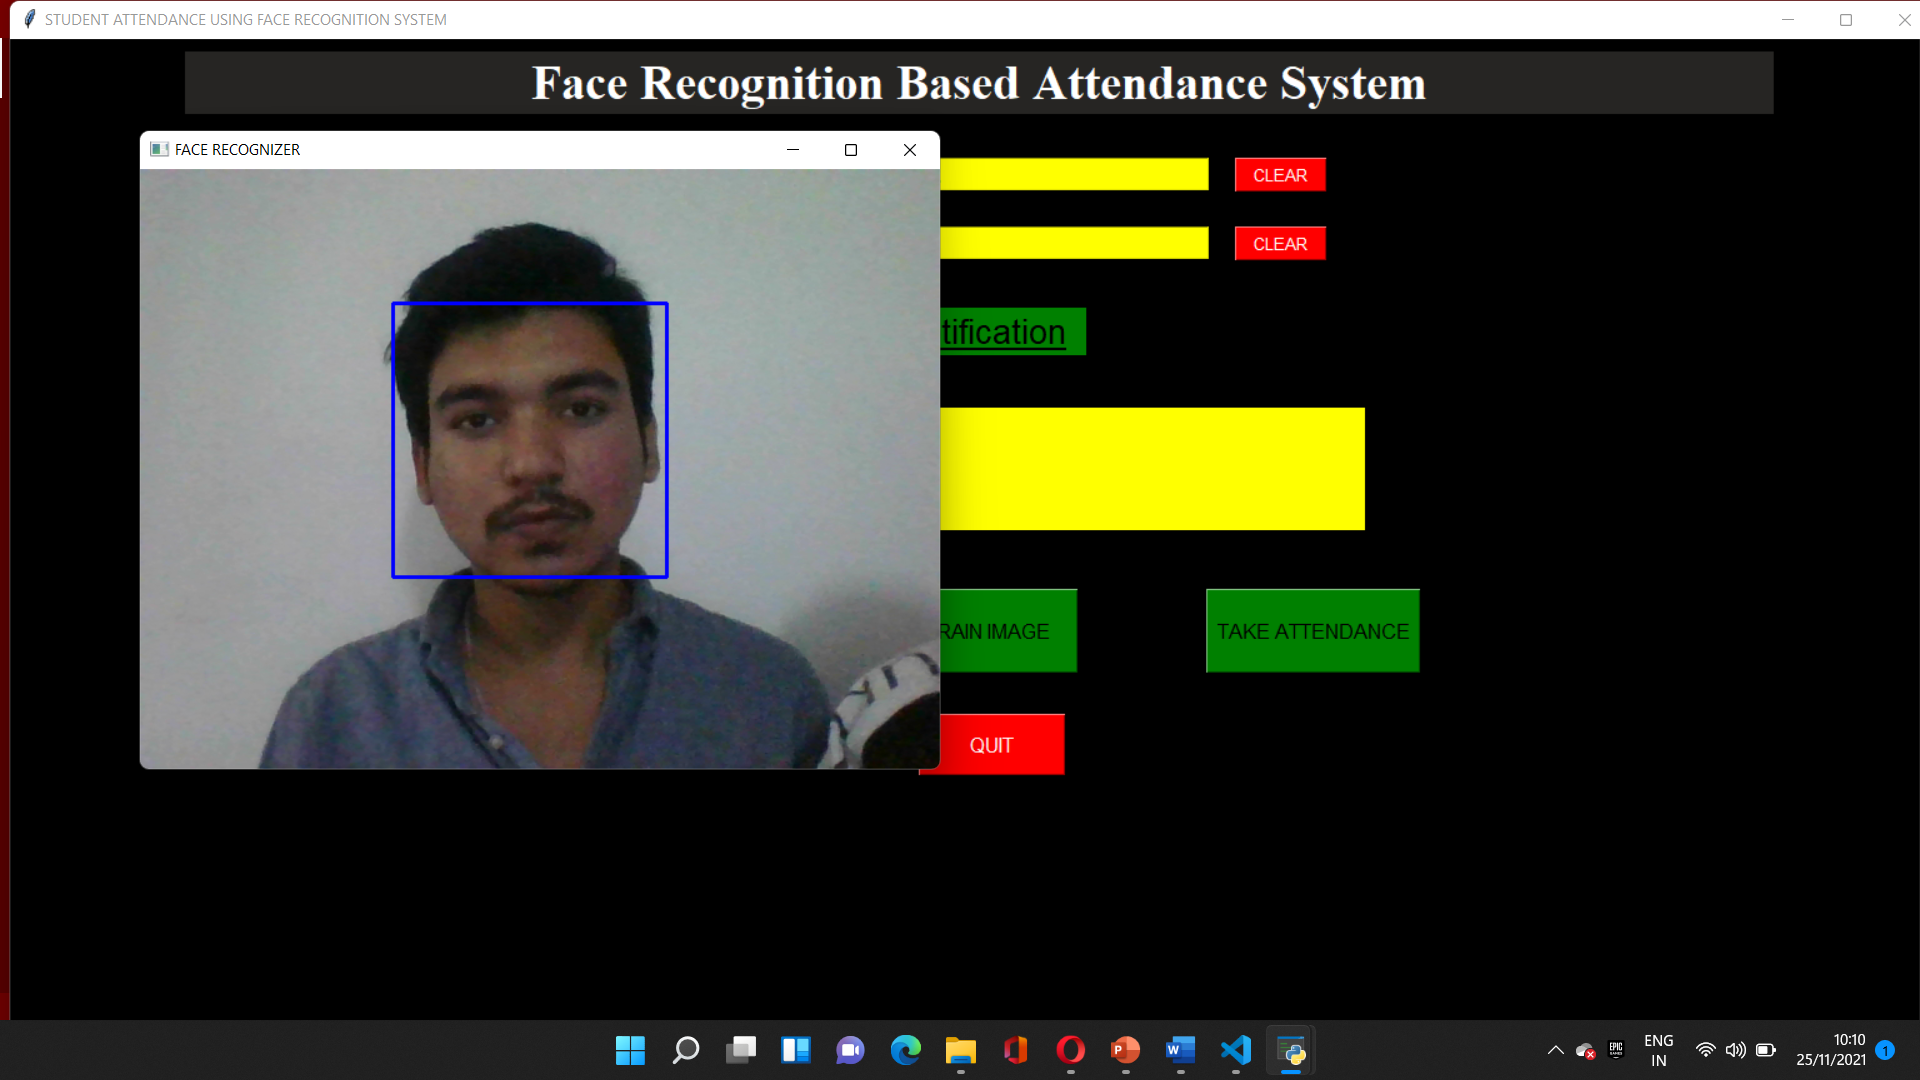 STUDENT ATTENDANCE USING FACE RECOGNITION SYSTEM
Face Recognition Based Attendance System
FACE RECOGNIZER
CLEAR
CLEAR
tification
RAIN IMAGE
TAKE ATTENDANCE
QUIT
ENG
IN
10:10
25/11/2021
1